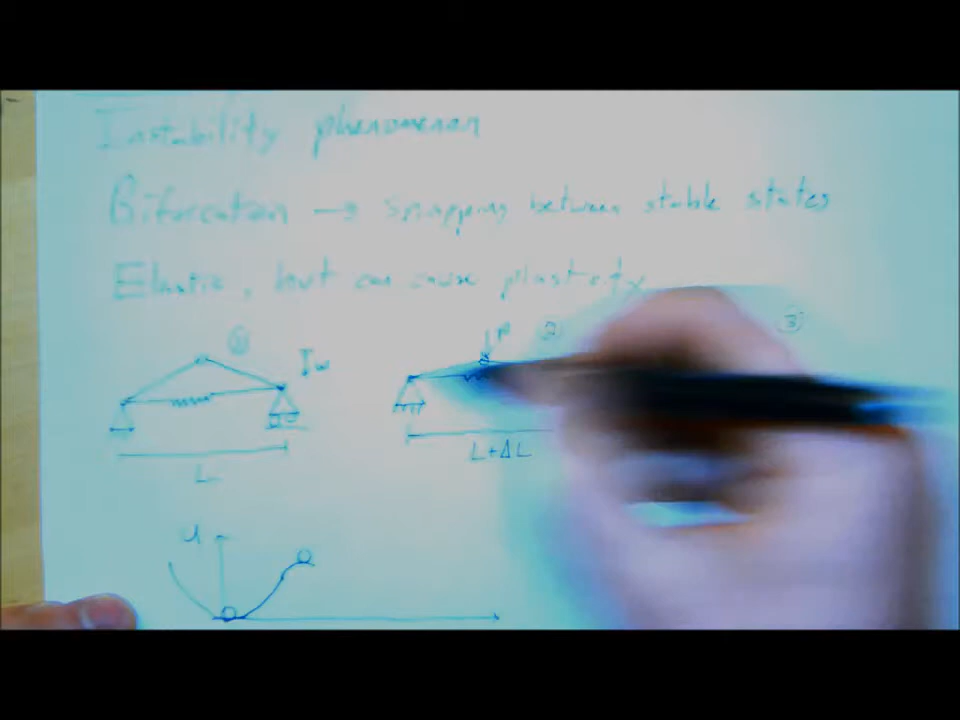 Instability phenomenon
Bifurcation → Snapping between stable states
Elastic, but can cause plasticity
① ② ③
P
L
L+ΔL
U